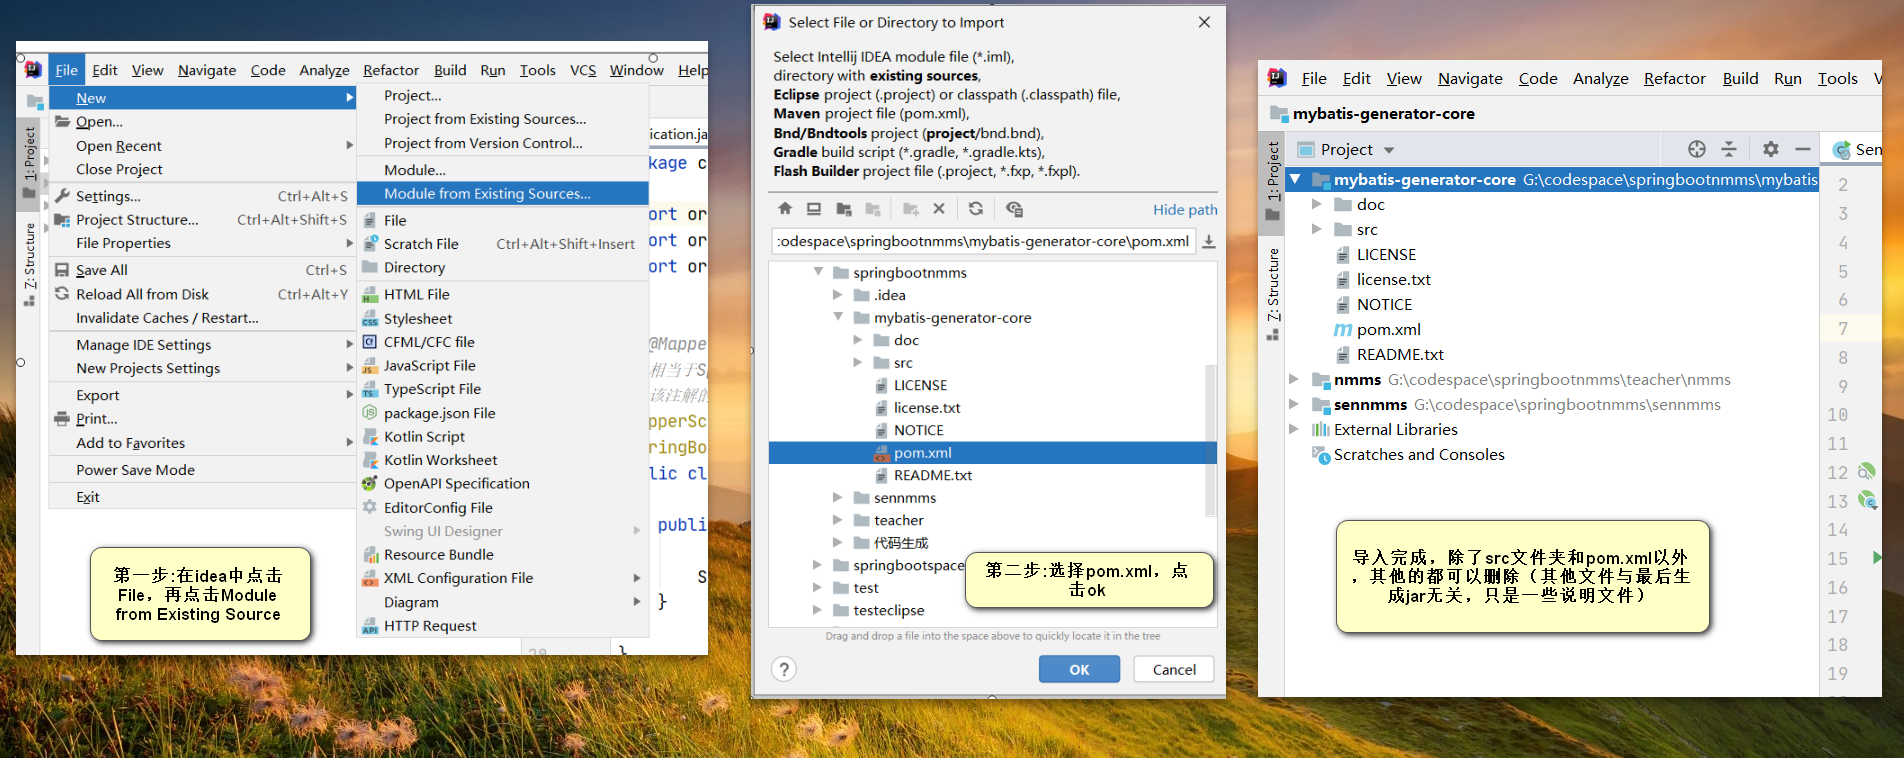 File Edit View Navigate Code Analyze Refactor Build Run Tools VCS Window Help
New
Open...
Open Recent
Close Project
Settings... Ctrl+Alt+S
Project Structure... Ctrl+Alt+Shift+S
File Properties
Save All Ctrl+S
Reload All from Disk Ctrl+Alt+Y
Invalidate Caches / Restart...
Manage IDE Settings
New Projects Settings
Export
Print...
Add to Favorites
Power Save Mode
Exit
1: Project
7: Structure
Project...
Project from Existing Sources...
Project from Version Control...
Module...
Module from Existing Sources...
File
Scratch File Ctrl+Alt+Shift+Insert
Directory
HTML File
Stylesheet
CFML/CFC file
JavaScript File
TypeScript File
package.json File
Kotlin Script
Kotlin Worksheet
OpenAPI Specification
EditorConfig File
Swing UI Designer
Resource Bundle
XML Configuration File
Diagram
HTTP Request
ication.ja
kage c
ort or
ort or
ort or
@Mappe
相当于S
该注解的
pperSc
ringBo
lic cl
publi
S
}
}
第一步:在idea中点击
File，再点击Module
from Existing Source
Select File or Directory to Import
Select Intellij IDEA module file (*.iml),
directory with existing sources,
Eclipse project (.project) or classpath (.classpath) file,
Maven project file (pom.xml),
Bnd/Bndtools project (project/bnd.bnd),
Gradle build script (*.gradle, *.gradle.kts),
Flash Builder project file (.project, *.fxp, *.fxpl).
Hide path
:odespace\springbootnmms\mybatis-generator-core\pom.xml
springbootnmms
.idea
mybatis-generator-core
doc
src
LICENSE
license.txt
NOTICE
pom.xml
README.txt
sennmms
teacher
代码生成
springbootspace
test
testeclipse
第二步:选择pom.xml，点
击ok
Drag and drop a file into the space above to quickly locate it in the tree
? OK Cancel
File Edit View Navigate Code Analyze Refactor Build Run Tools V
mybatis-generator-core
Project
Sen
1: Project
7: Structure
mybatis-generator-core G:\codespace\springbootnmms\mybatis
doc
src
LICENSE
license.txt
NOTICE
pom.xml
README.txt
nmms G:\codespace\springbootnmms\teacher\nmms
sennmms G:\codespace\springbootnmms\sennmms
External Libraries
Scratches and Consoles
2
3
4
5
6
7
8
9
10
11
12
13
14
15
16
17
18
19
导入完成，除了src文件夹和pom.xml以外
，其他的都可以删除（其他文件与最后生
成jar无关，只是一些说明文件）